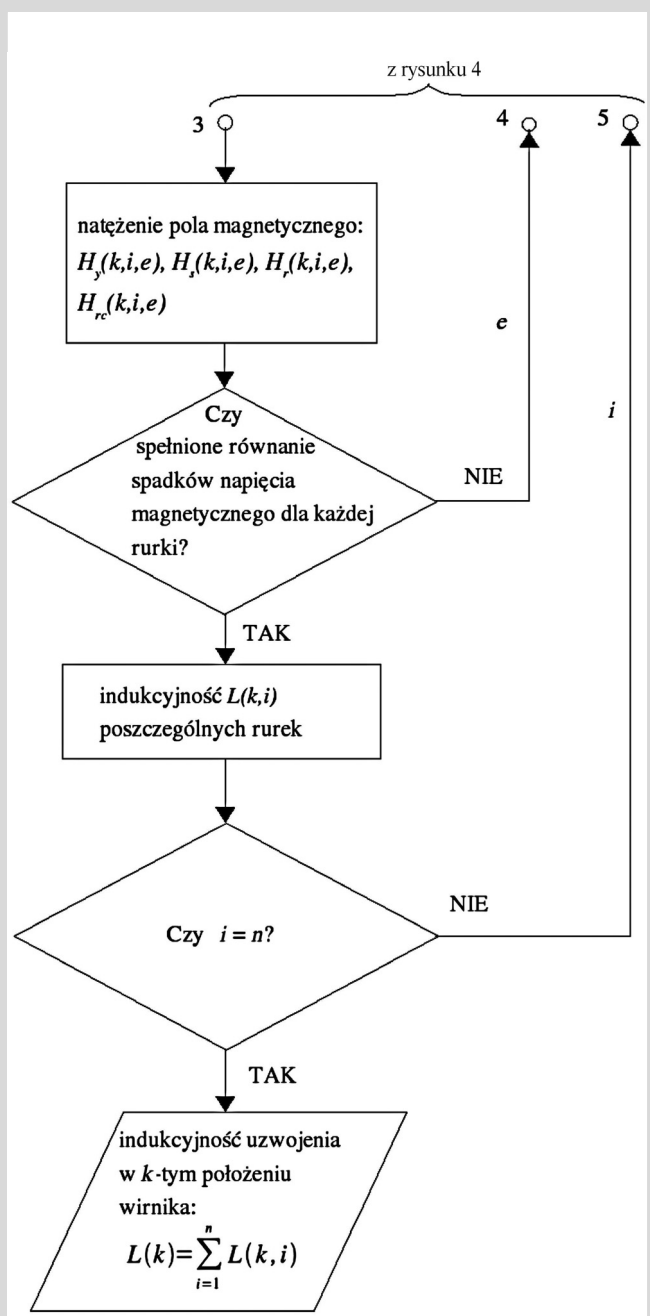 z rysunku 4
3
4
5
natężenie pola magnetycznego:
H_y(k,i,e), H_s(k,i,e), H_r(k,i,e),
H_rc(k,i,e)
e
i
Czy
spełnione równanie
spadków napięcia
magnetycznego dla każdej
rurki?
NIE
TAK
indukcyjność L(k,i)
poszczególnych rurek
NIE
Czy i = n?
TAK
indukcyjność uzwojenia
w k-tym położeniu
wirnika:
L(k)=∑_{i=1}^{n} L(k,i)